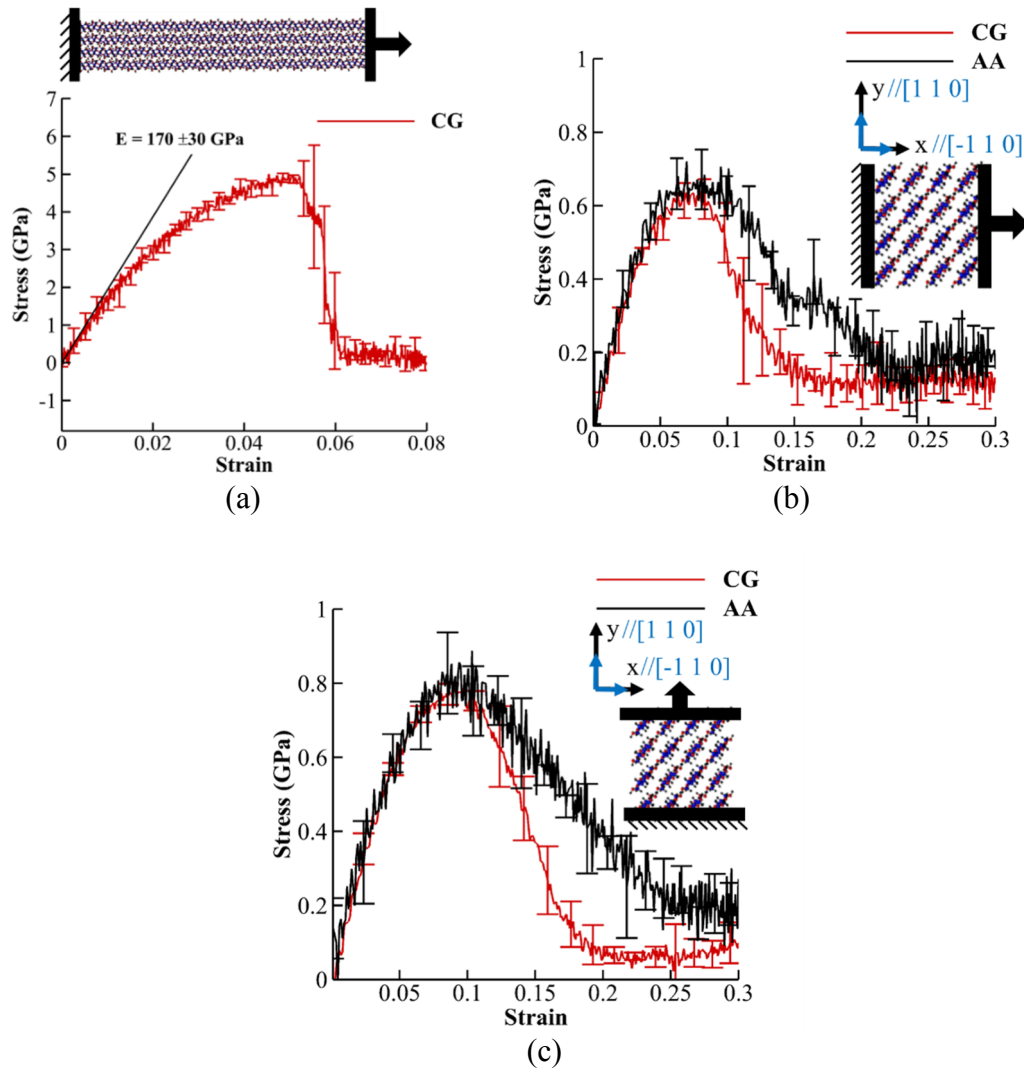 CG
E = 170 ±30 GPa
Stress (GPa)
7
6
5
4
3
2
1
0
-1
0
0.02
0.04
0.06
0.08
Strain
(a)
CG
AA
y//[1 1 0]
x//[-1 1 0]
Stress (GPa)
1
0.8
0.6
0.4
0.2
0
0
0.05
0.1
0.15
0.2
0.25
0.3
Strain
(b)
CG
AA
y//[1 1 0]
x//[-1 1 0]
Stress (GPa)
1
0.8
0.6
0.4
0.2
0
0.05
0.1
0.15
0.2
0.25
0.3
Strain
(c)